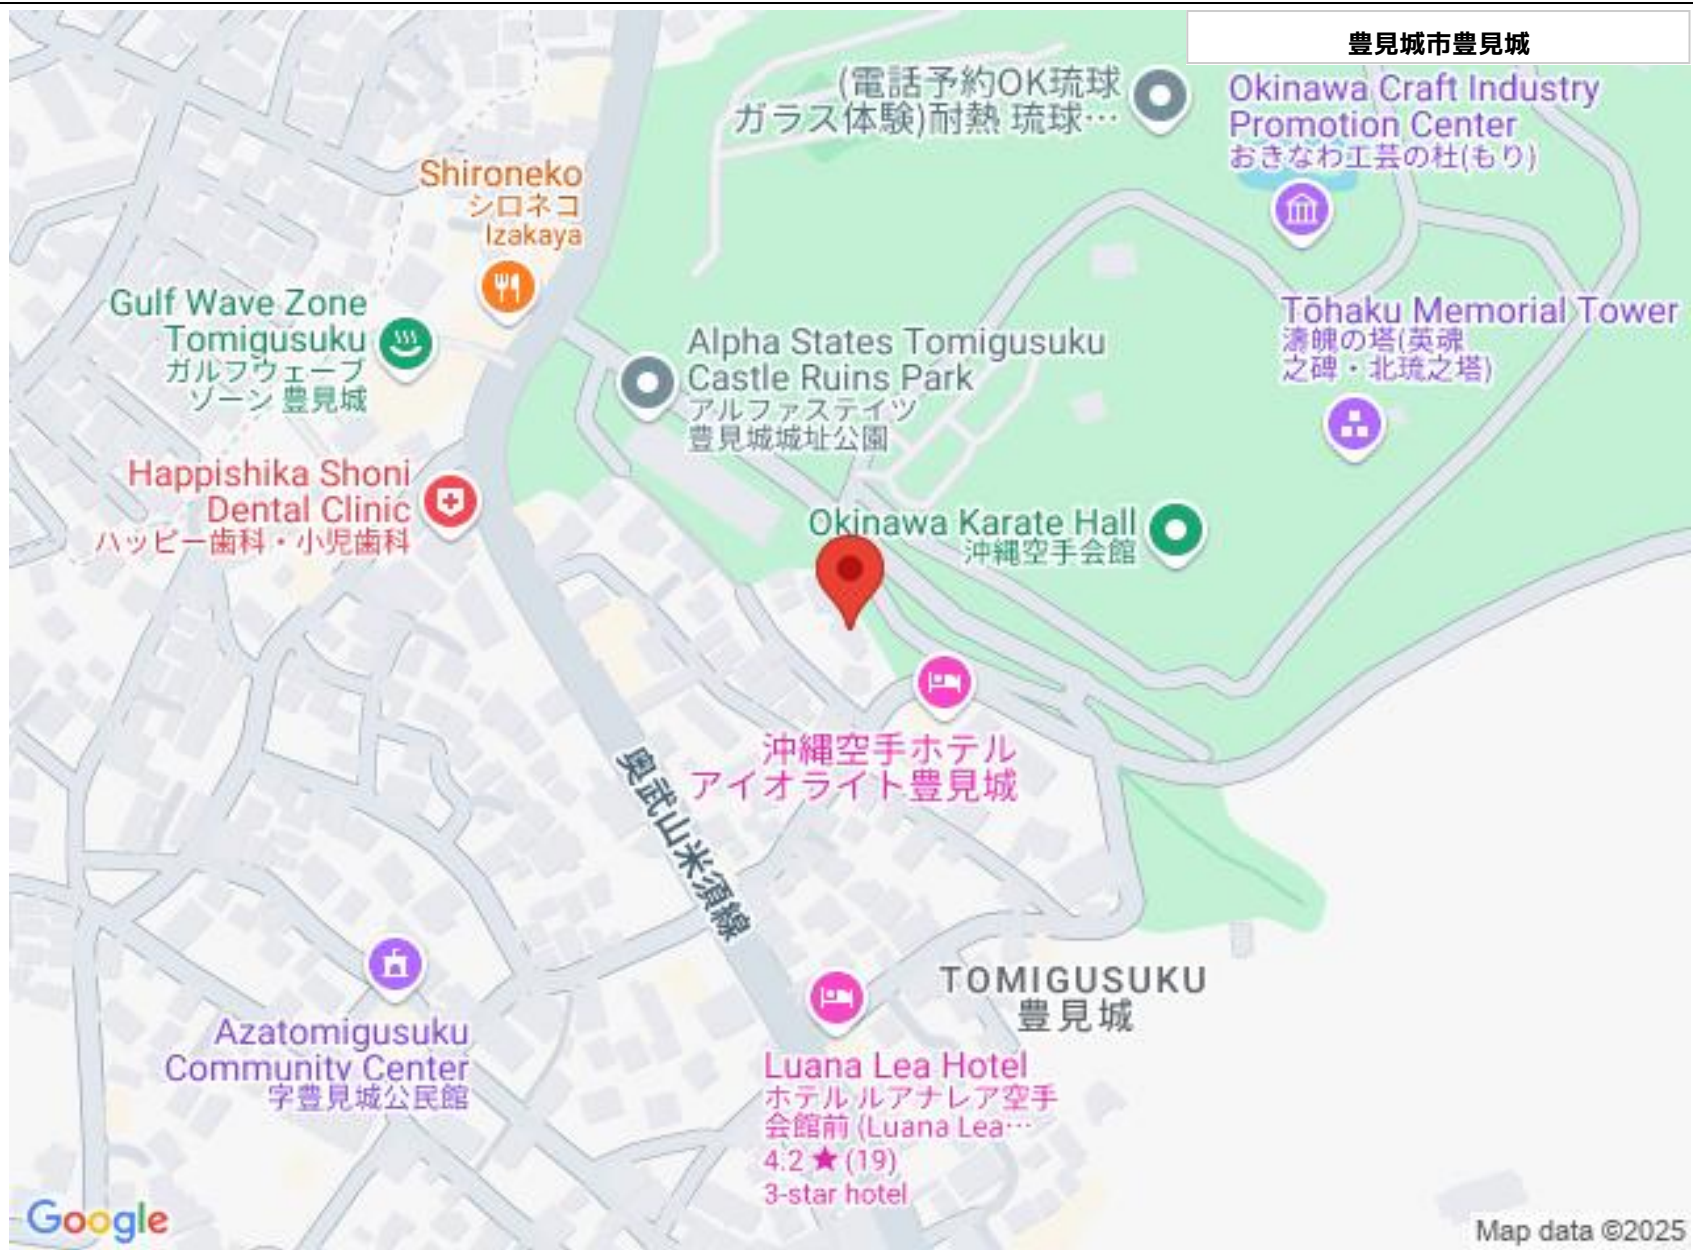 豊見城市豊見城
(電話予約OK琉球
ガラス体験)耐熱 琉球…
Okinawa Craft Industry
Promotion Center
おきなわ工芸の杜(もり)
Shironeko
シロネコ
Izakaya
Gulf Wave Zone
Tomigusuku
ガルフウェーブ
ゾーン 豊見城
Alpha States Tomigusuku
Castle Ruins Park
アルファステイツ
豊見城城址公園
Tōhaku Memorial Tower
濤魄の塔(英魂
之碑・北琉之塔)
Happishika Shoni
Dental Clinic
ハッピー歯科・小児歯科
Okinawa Karate Hall
沖縄空手会館
沖縄空手ホテル
アイオライト豊見城
奥武山米須線
TOMIGUSUKU
豊見城
Azatomigusuku
Community Center
字豊見城公民館
Luana Lea Hotel
ホテル ルアナレア空手
会館前 (Luana Lea…
4.2 ★ (19)
3-star hotel
Google
Map data ©2025